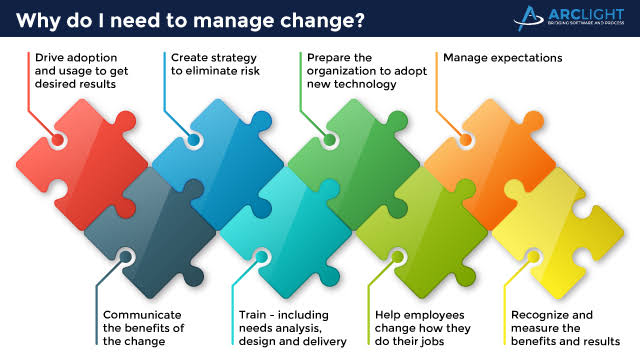 Why do I need to manage change?
ARCLIGHT
BRIDGING SOFTWARE AND PROCESS
Drive adoption
and usage to get
desired results
Create strategy
to eliminate risk
Prepare the
organization to adopt
new technology
Manage expectations
Communicate
the benefits of
the change
Train - including
needs analysis,
design and delivery
Help employees
change how they
do their jobs
Recognize and
measure the
benefits and results